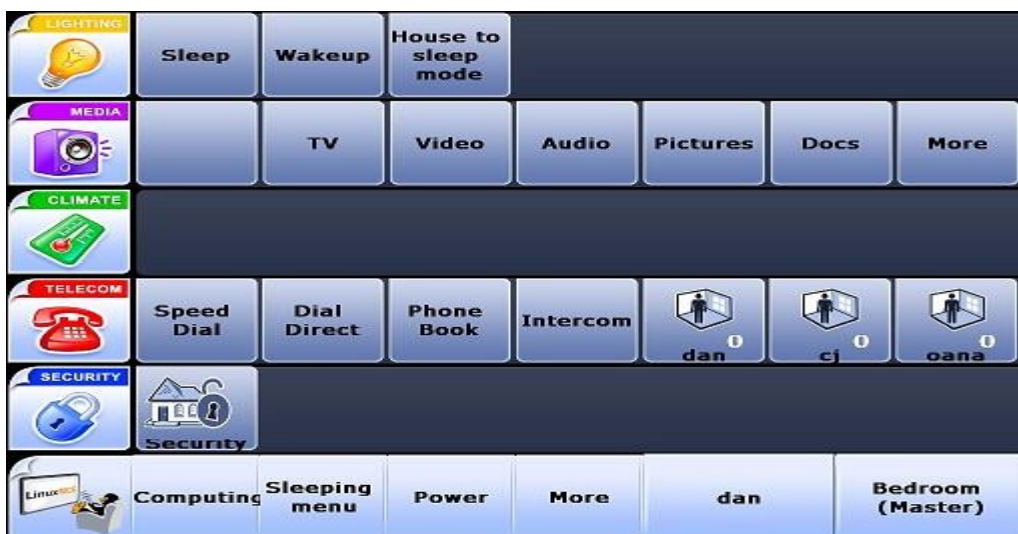 LIGHTING
Sleep
Wakeup
House to
sleep
mode
MEDIA
TV
Video
Audio
Pictures
Docs
More
CLIMATE
TELECOM
Speed
Dial
Dial
Direct
Phone
Book
Intercom
0
dan
0
cj
0
oana
SECURITY
Security
LinuxMCE
Computing
Sleeping
menu
Power
More
dan
Bedroom
(Master)